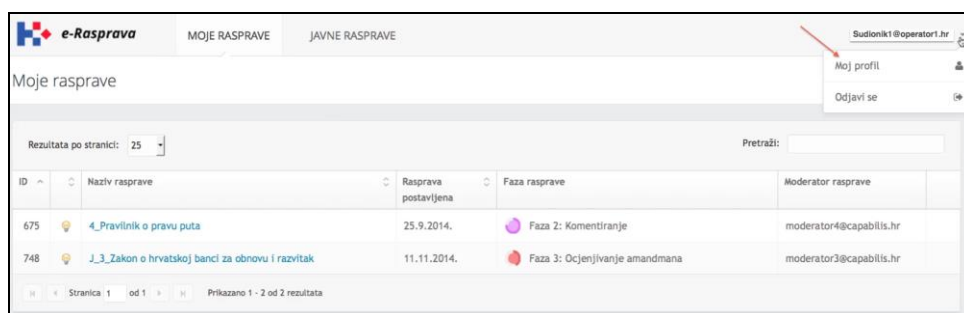 e-Rasprava MOJE RASPRAVE JAVNE RASPRAVE Sudionik1@operator1.hr
Moj profil
Moje rasprave
Odjavi se
Rezultata po stranici: 25 Pretraži:
ID Naziv rasprave Rasprava postavljena Faza rasprave Moderator rasprave
675 4_Pravilnik o pravu puta 25.9.2014. Faza 2: Komentiranje moderator4@capabilis.hr
748 J_3_Zakon o hrvatskoj banci za obnovu i razvitak 11.11.2014. Faza 3: Ocjenjivanje amandmana moderator3@capabilis.hr
Stranica 1 od 1 Prikazano 1 - 2 od 2 rezultata